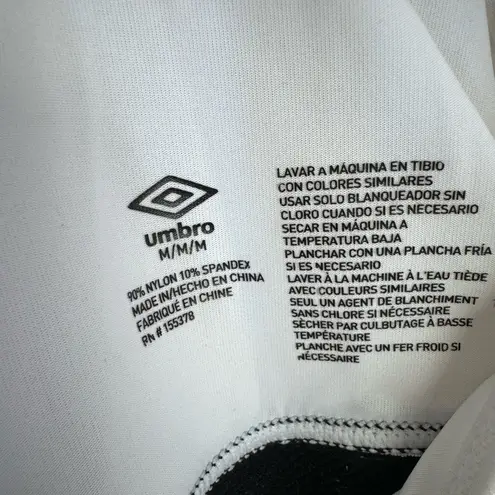 umbro
M/M/M
90% NYLON 10% SPANDEX
MADE IN/HECHO EN CHINA
FABRIQUÉ EN CHINE
RN # 155378
LAVAR A MÁQUINA EN TIBIO
CON COLORES SIMILARES
USAR SOLO BLANQUEADOR SIN
CLORO CUANDO SI ES NECESARIO
SECAR EN MÁQUINA A
TEMPERATURA BAJA
PLANCHAR CON UNA PLANCHA FRÍA
SI ES NECESARIO
LAVER À LA MACHINE À L'EAU TIÈDE
AVEC COULEURS SIMILAIRES
SEUL UN AGENT DE BLANCHIMENT
SANS CHLORE SI NÉCESSAIRE
SÈCHER PAR CULBUTAGE À BASSE
TEMPÉRATURE
PLANCHE AVEC UN FER FROID SI
NÉCESSAIRE